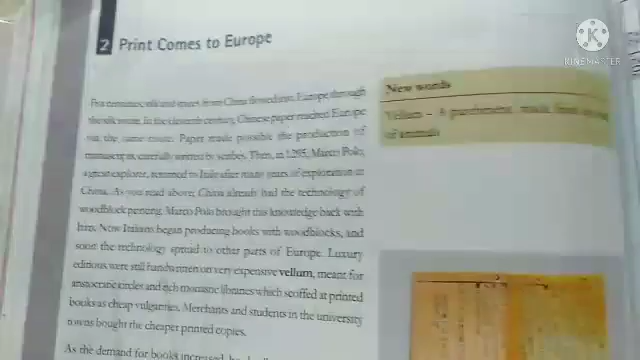 2 Print Comes to Europe
For centuries, silk and spices from China flowed into Europe through
the silk route. In the eleventh century, Chinese paper reached Europe
via the same route. Paper made possible the production of
manuscripts, carefully written by scribes. Then, in 1295, Marco Polo,
a great explorer, returned to Italy after many years of exploration in
China. As you read above, China already had the technology of
woodblock printing. Marco Polo brought this knowledge back with
him. Now Italians began producing books with woodblocks, and
soon the technology spread to other parts of Europe. Luxury
editions were still handwritten on very expensive vellum, meant for
aristocratic circles and rich monastic libraries which scoffed at printed
books as cheap vulgarities. Merchants and students in the university
towns bought the cheaper printed copies.
As the demand for books increased
New words
Vellum – A parchment made from
of animals
KINEMASTER